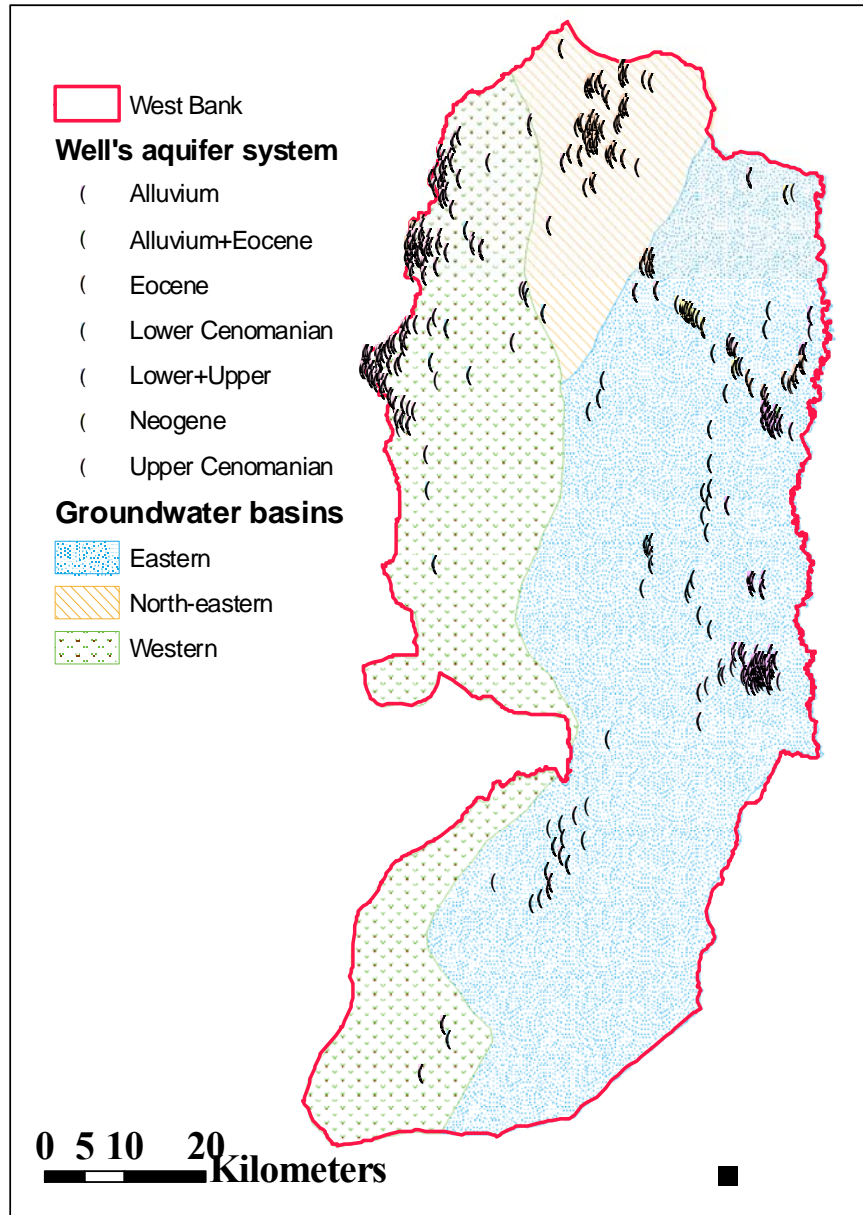 West Bank
Well's aquifer system
Alluvium
Alluvium+Eocene
Eocene
Lower Cenomanian
Lower+Upper
Neogene
Upper Cenomanian
Groundwater basins
Eastern
North-eastern
Western
0 5 10 20
Kilometers